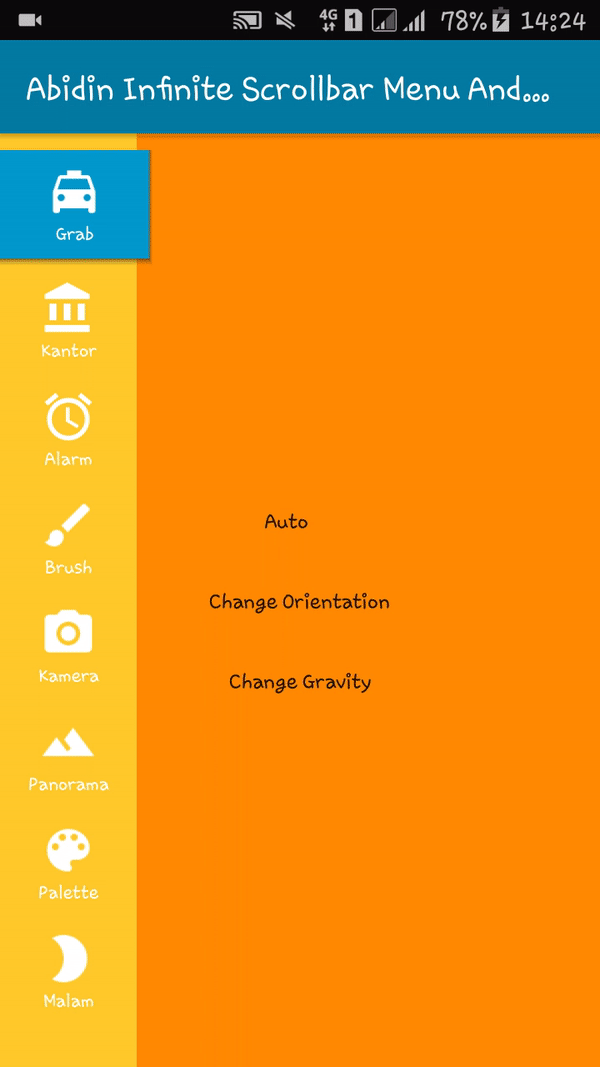 4G 1 78% 14:24
Abidin Infinite Scrollbar Menu And...
Grab
Kantor
Alarm
Brush
Kamera
Panorama
Palette
Malam
Auto
Change Orientation
Change Gravity